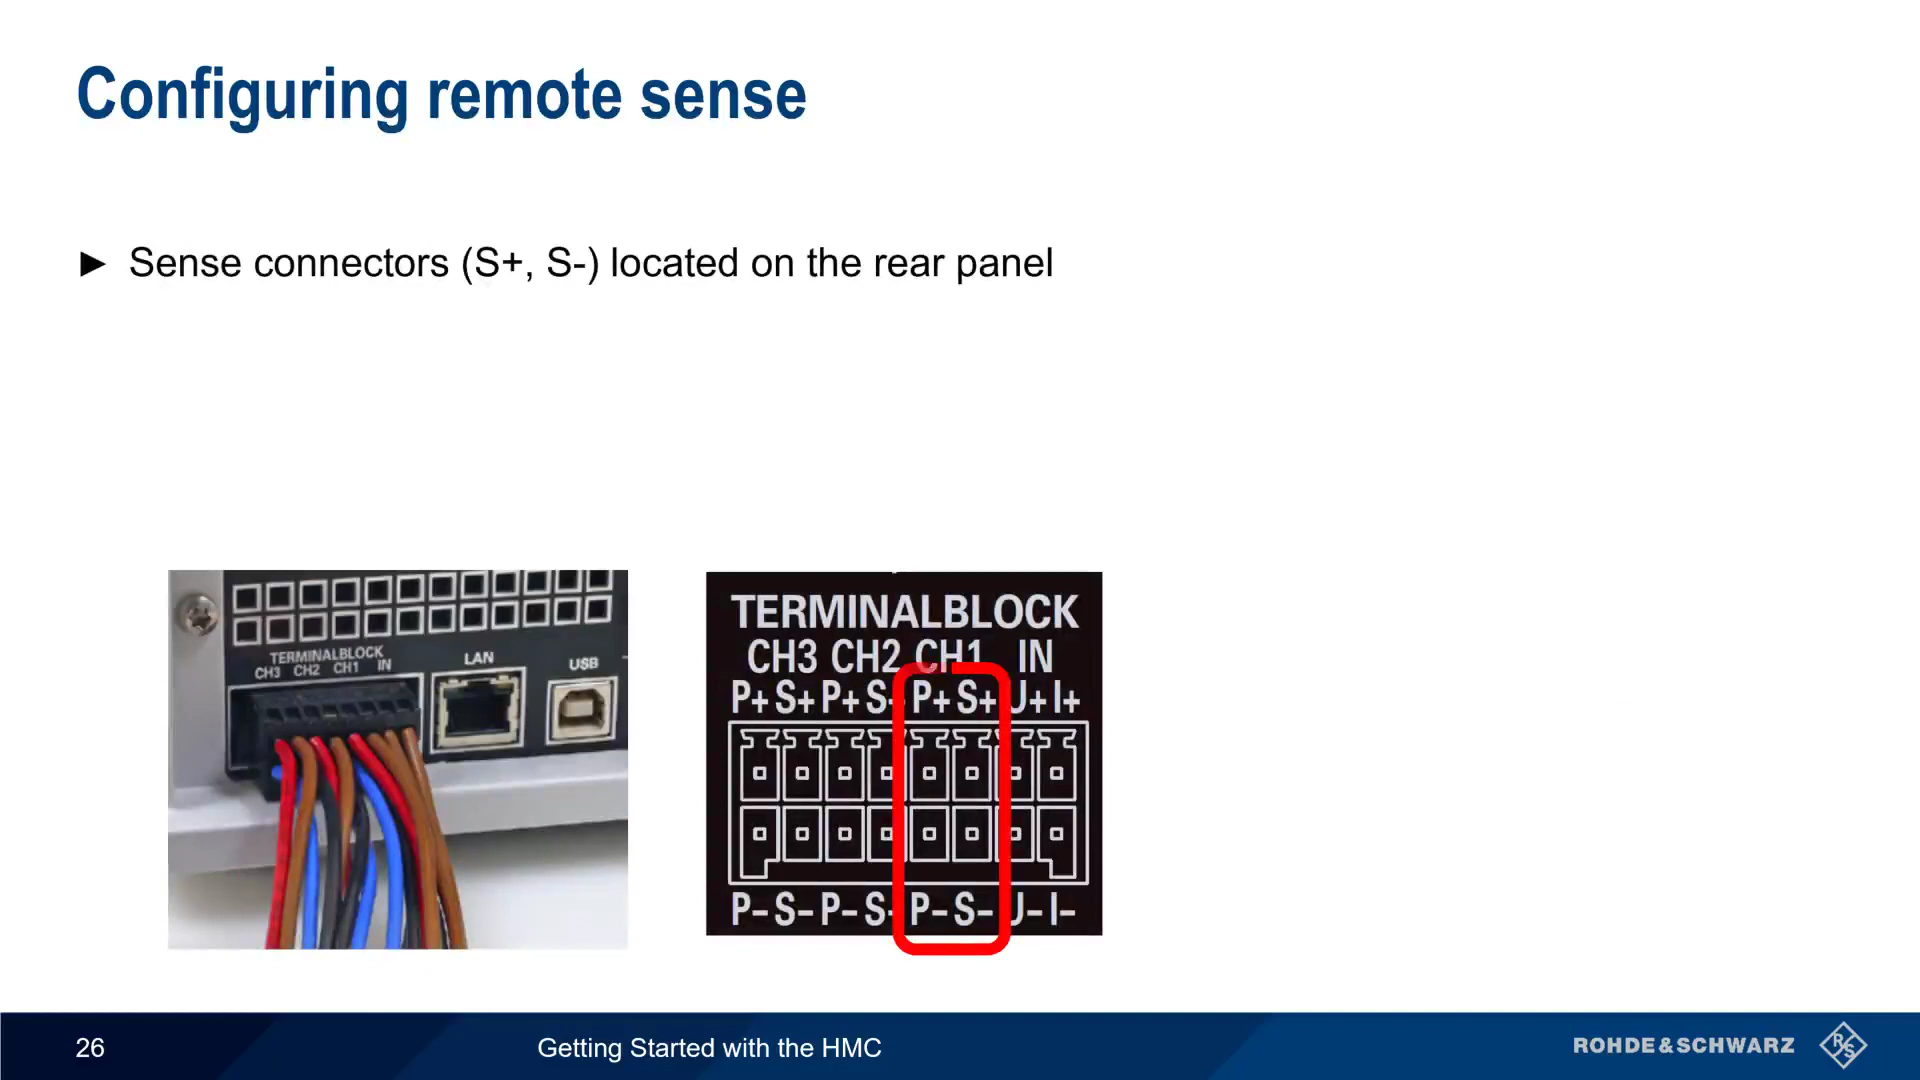 Configuring remote sense
► Sense connectors (S+, S-) located on the rear panel
TERMINALBLOCK
CH3 CH2 CH1 IN
LAN
USB
TERMINALBLOCK
CH3 CH2 CH1 IN
P+ S+ P+ S+ P+ S+ U+ I+
P- S- P- S- P- S- U- I-
26
Getting Started with the HMC
ROHDE & SCHWARZ
R S